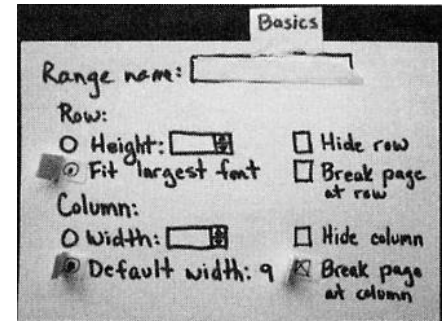 Basics
Range name:
Row:
Height: Hide row
Fit largest font Break page
at row
Column:
Width: Hide column
Default width: 9 Break page
at column